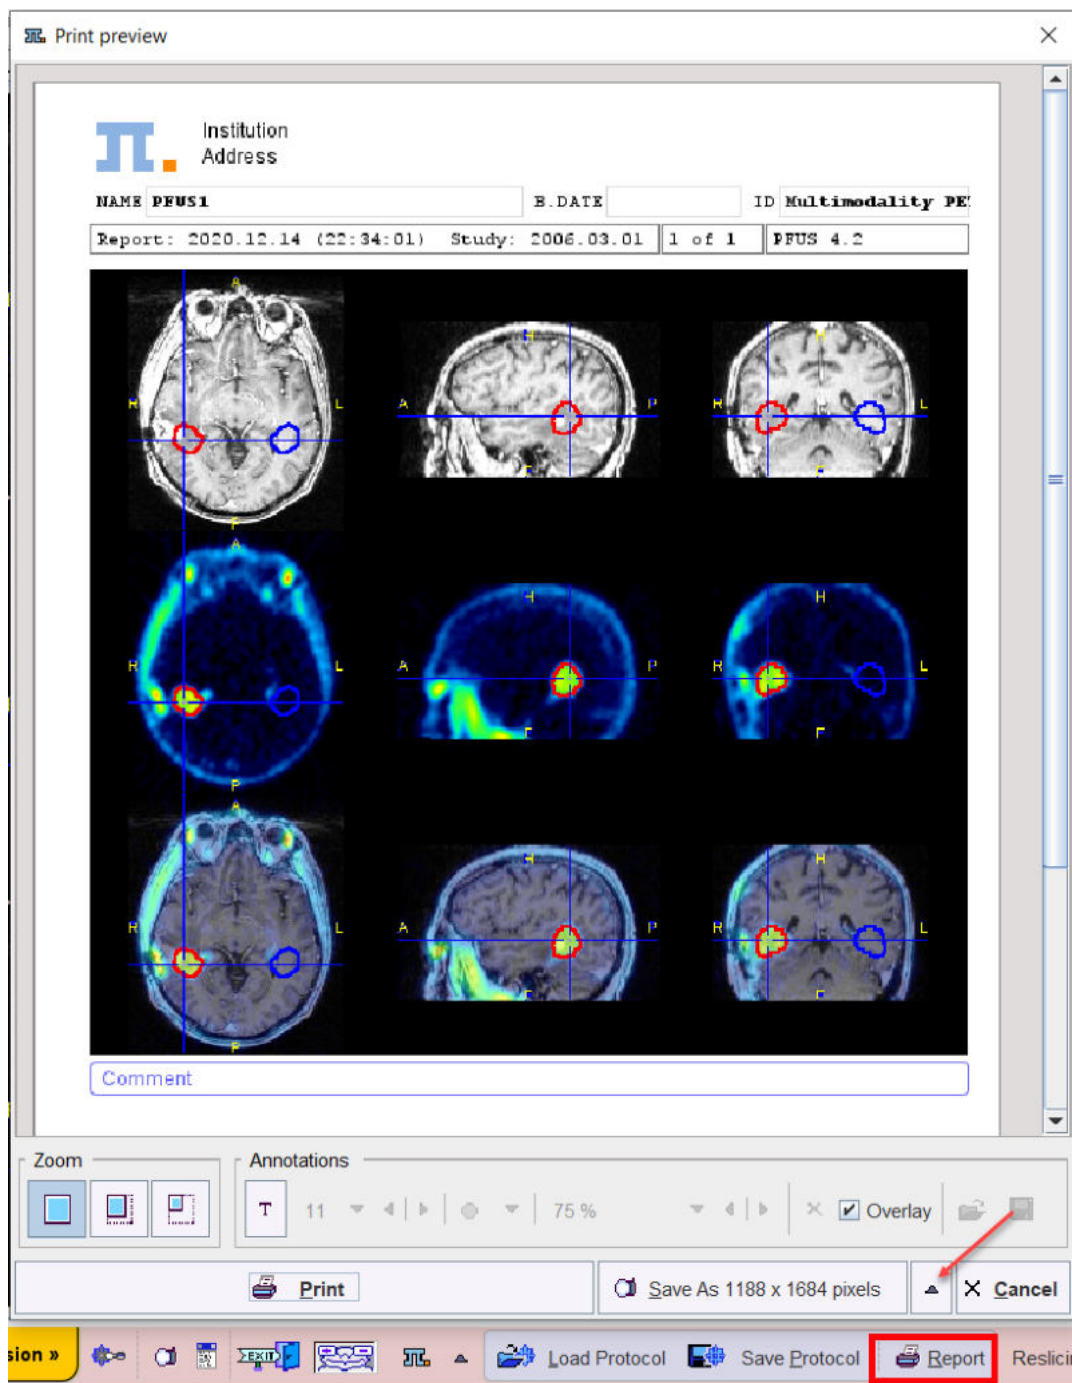 Print preview
Institution
Address
NAME PFUS1 B.DATE ID Multimodality PE
Report: 2020.12.14 (22:34:01) Study: 2006.03.01 1 of 1 PFUS 4.2
A
R L
P
A H P
F
R H L
F
A
R L
P
A H P
F
R H L
F
A
R L
P
A H P
F
R H L
F
Comment
Zoom Annotations
T 11 75 % Overlay
Print Save As 1188 x 1684 pixels Cancel
sion » EXIT Load Protocol Save Protocol Report Reslici